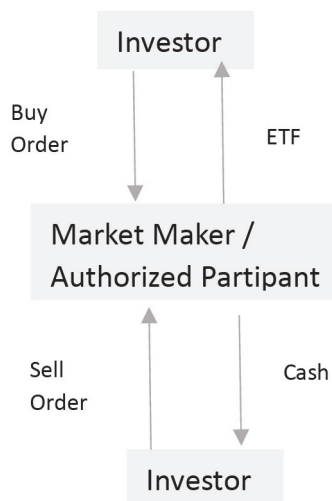 Investor
Buy
Order
ETF
Market Maker /
Authorized Partipant
Sell
Order
Cash
Investor